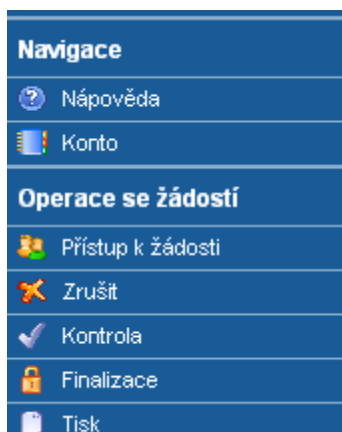 Navigace
Nápověda
Konto
Operace se žádostí
Přístup k žádosti
Zrušit
Kontrola
Finalizace
Tisk